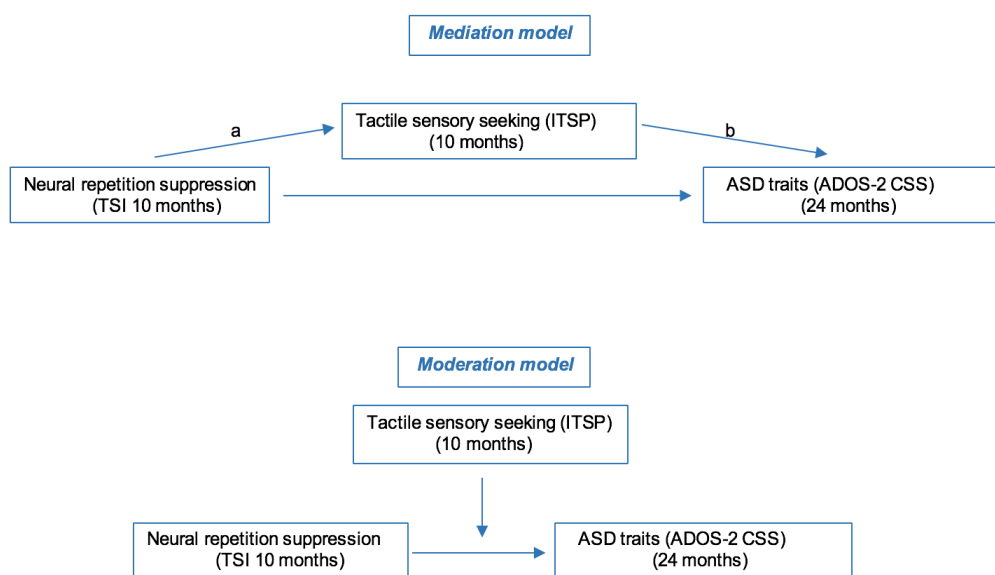 Mediation model
a
Tactile sensory seeking (ITSP)
(10 months)
b
Neural repetition suppression
(TSI 10 months)
ASD traits (ADOS-2 CSS)
(24 months)
Moderation model
Tactile sensory seeking (ITSP)
(10 months)
Neural repetition suppression
(TSI 10 months)
ASD traits (ADOS-2 CSS)
(24 months)